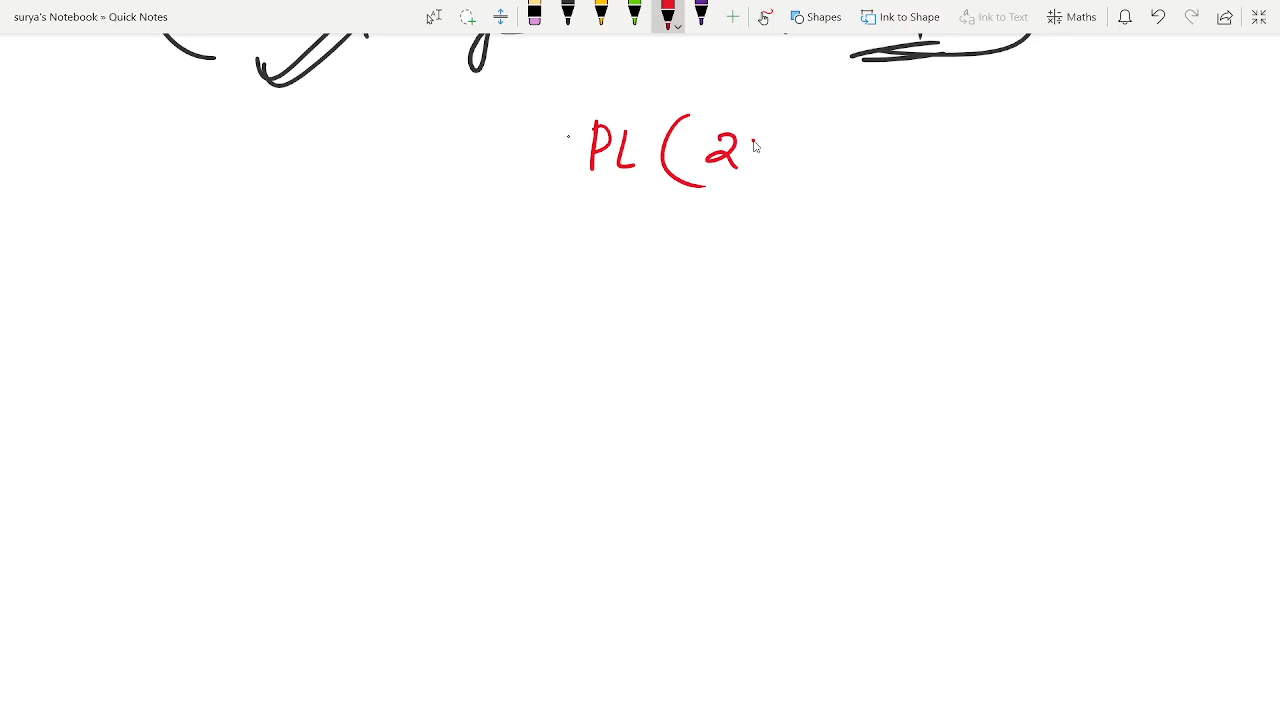 surya's Notebook » Quick Notes Shapes Ink to Shape Ink to Text Maths
PL ( 2